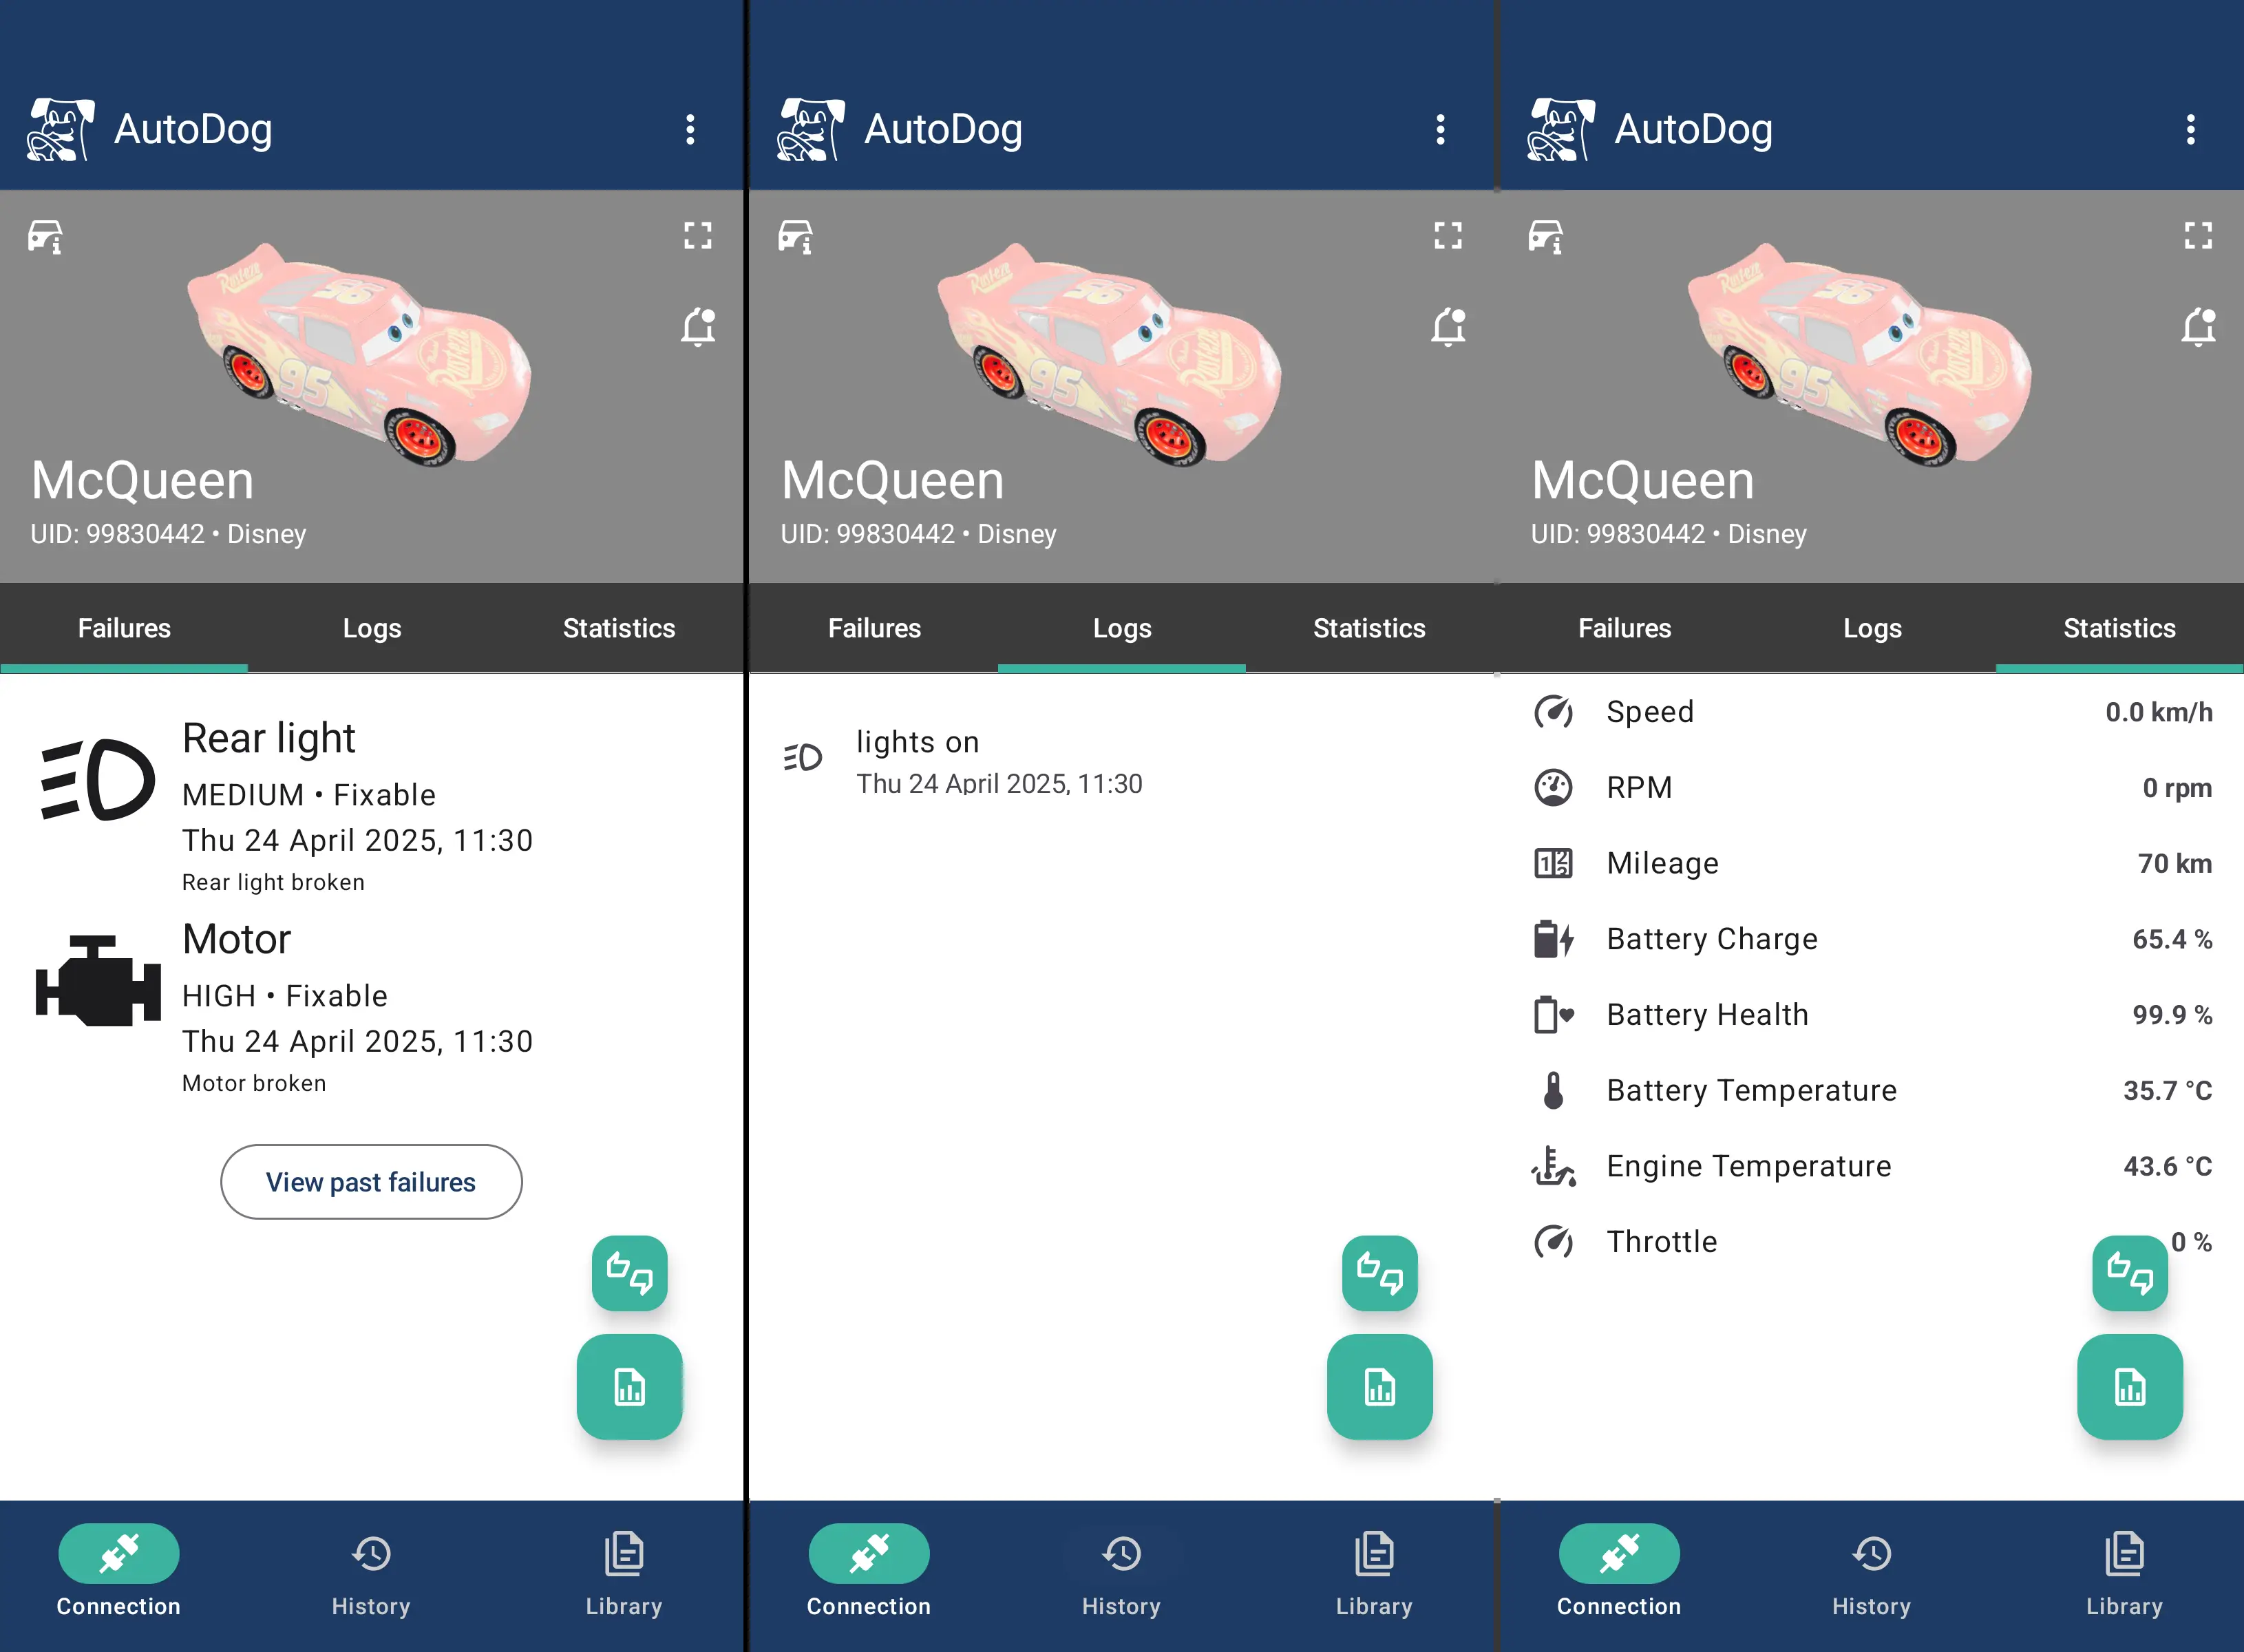 AutoDog
McQueen
UID: 99830442 • Disney
Failures Logs Statistics
Rear light
MEDIUM • Fixable
Thu 24 April 2025, 11:30
Rear light broken
Motor
HIGH • Fixable
Thu 24 April 2025, 11:30
Motor broken
View past failures
Connection History Library
AutoDog
McQueen
UID: 99830442 • Disney
Failures Logs Statistics
lights on
Thu 24 April 2025, 11:30
Connection History Library
AutoDog
McQueen
UID: 99830442 • Disney
Failures Logs Statistics
Speed 0.0 km/h
RPM 0 rpm
Mileage 70 km
Battery Charge 65.4 %
Battery Health 99.9 %
Battery Temperature 35.7 °C
Engine Temperature 43.6 °C
Throttle 0 %
Connection History Library